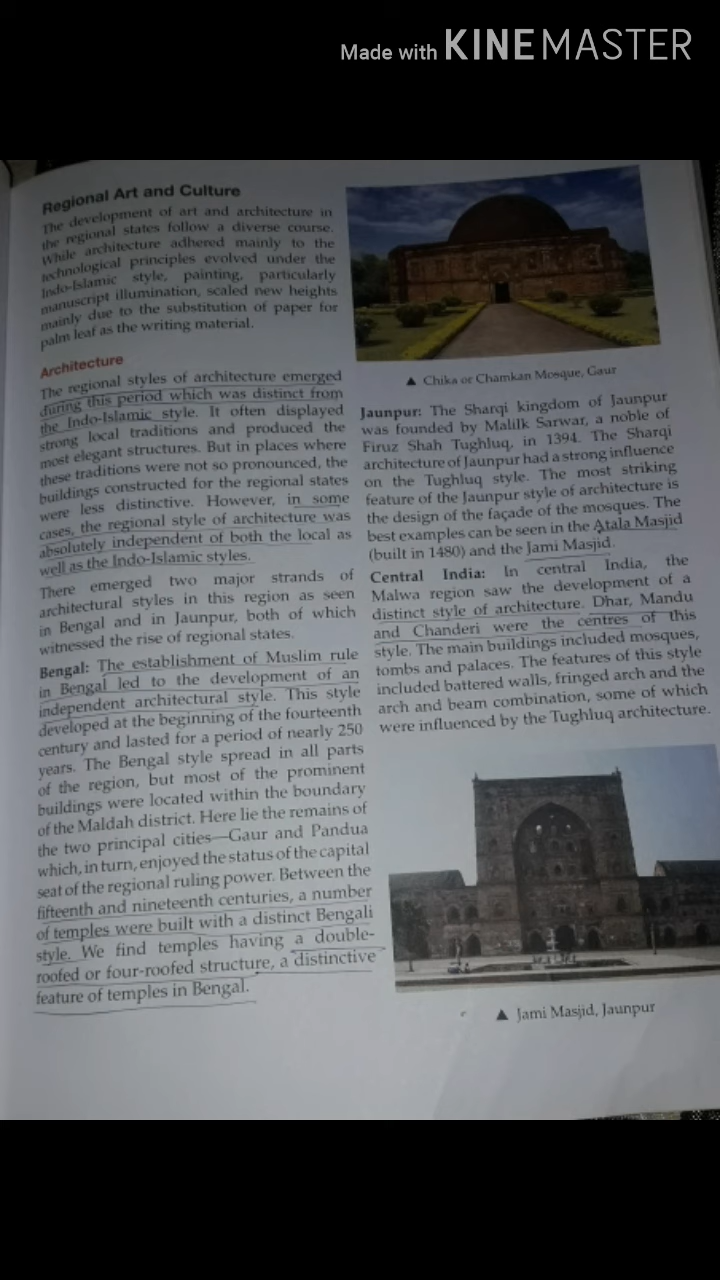 Made with KINEMASTER
Regional Art and Culture
The development of art and architecture in
the regional states follow a diverse course.
While architecture adhered mainly to the
technological principles evolved under the
Indo-Islamic style, painting, particularly
manuscript illumination, scaled new heights
mainly due to the substitution of paper for
palm leaf as the writing material.
Architecture
The regional styles of architecture emerged
during this period which was distinct from
the Indo-Islamic style. It often displayed
strong local traditions and produced the
most elegant structures. But in places where
these traditions were not so pronounced, the
buildings constructed for the regional states
were less distinctive. However, in some
cases, the regional style of architecture was
absolutely independent of both the local as
well as the Indo-Islamic styles.
There emerged two major strands of
architectural styles in this region as seen
in Bengal and in Jaunpur, both of which
witnessed the rise of regional states.
Bengal: The establishment of Muslim rule
in Bengal led to the development of an
independent architectural style. This style
developed at the beginning of the fourteenth
century and lasted for a period of nearly 250
years. The Bengal style spread in all parts
of the region, but most of the prominent
buildings were located within the boundary
of the Maldah district. Here lie the remains of
the two principal cities—Gaur and Pandua
which, in turn, enjoyed the status of the capital
seat of the regional ruling power. Between the
fifteenth and nineteenth centuries, a number
of temples were built with a distinct Bengali
style. We find temples having a double-
roofed or four-roofed structure, a distinctive
feature of temples in Bengal.
▲ Chika or Chamkan Mosque, Gaur
Jaunpur: The Sharqi kingdom of Jaunpur
was founded by Malilk Sarwar, a noble of
Firuz Shah Tughluq, in 1394. The Sharqi
architecture of Jaunpur had a strong influence
on the Tughluq style. The most striking
feature of the Jaunpur style of architecture is
the design of the façade of the mosques. The
best examples can be seen in the Atala Masjid
(built in 1480) and the Jami Masjid.
Central India: In central India, the
Malwa region saw the development of a
distinct style of architecture. Dhar, Mandu
and Chanderi were the centres of this
style. The main buildings included mosques,
tombs and palaces. The features of this style
included battered walls, fringed arch and the
arch and beam combination, some of which
were influenced by the Tughluq architecture.
▲ Jami Masjid, Jaunpur